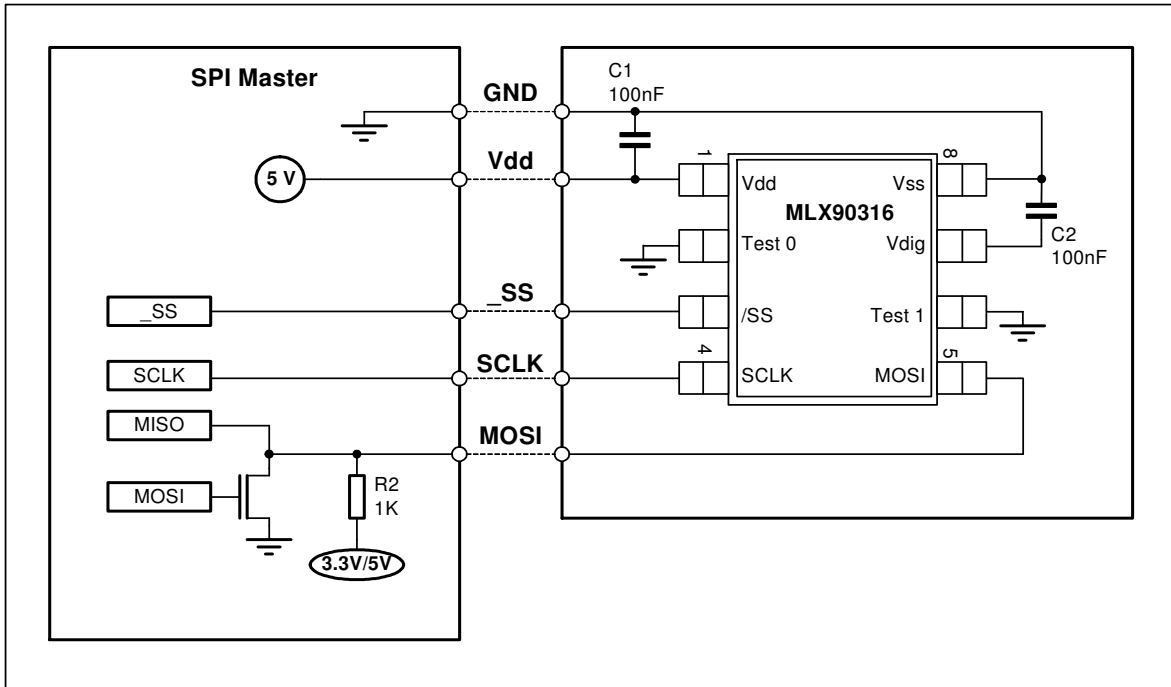 SPI Master
GND
Vdd
5 V
_SS
_SS
SCLK
SCLK
MISO
MOSI
MOSI
R2
1K
3.3V/5V
C1
100nF
1
8
Vdd
Vss
MLX90316
Test 0
Vdig
C2
100nF
/SS
Test 1
4
5
SCLK
MOSI